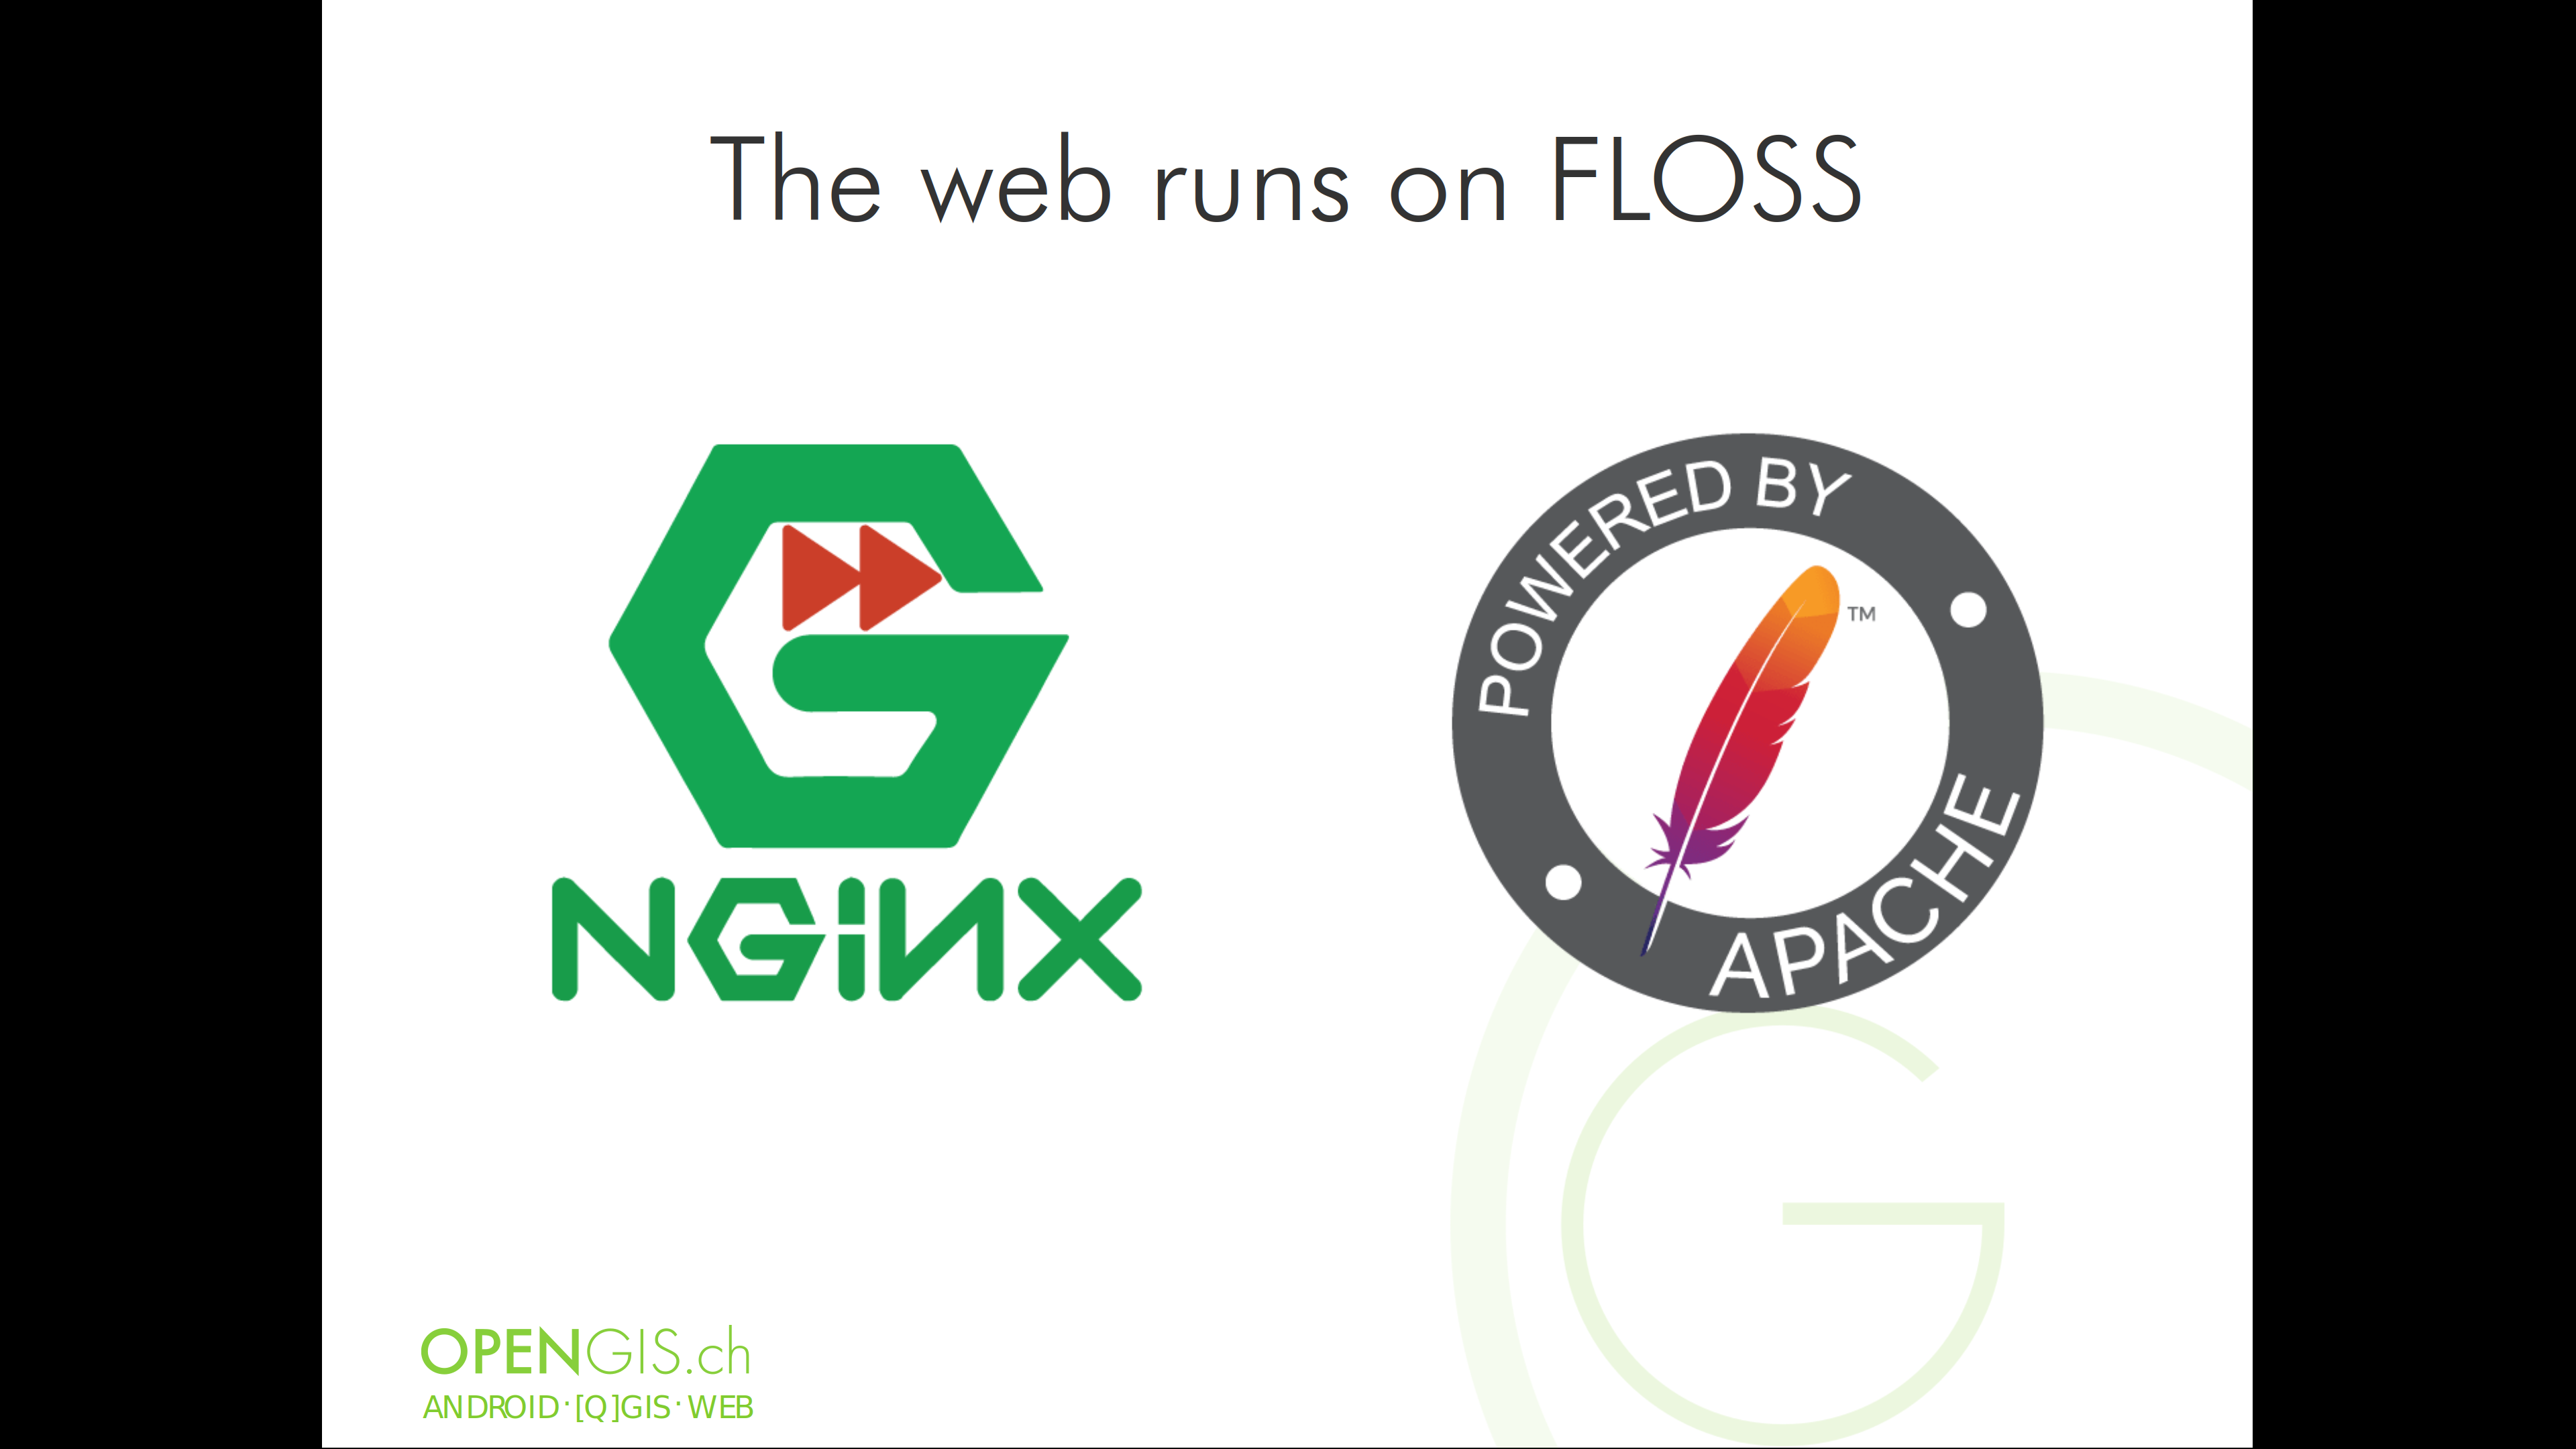 The web runs on FLOSS
NGiNX
POWERED BY
TM
APACHE
OPENGIS.ch
ANDROID·[Q]GIS·WEB